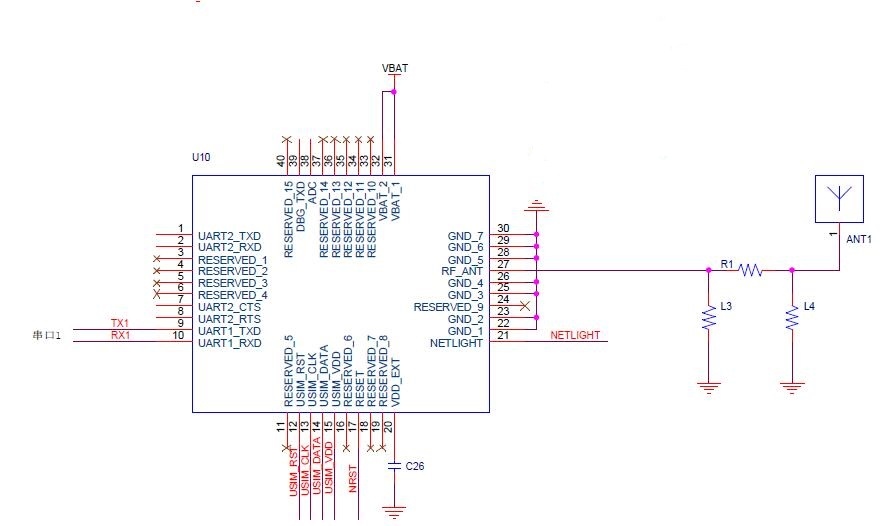 VBAT
U10
40 39 38 37 36 35 34 33 32 31
RESERVED_15
DBG_TXD
ADC
RESERVED_14
RESERVED_13
RESERVED_12
RESERVED_11
RESERVED_10
VBAT_2
VBAT_1
1 UART2_TXD
2 UART2_RXD
3 RESERVED_1
4 RESERVED_2
5 RESERVED_3
6 RESERVED_4
7 UART2_CTS
8 UART2_RTS
串口1 TX1 9 UART1_TXD
RX1 10 UART1_RXD
GND_7 30
GND_6 29
GND_5 28
RF_ANT 27
GND_4 26
GND_3 25
RESERVED_9 24
GND_2 23
GND_1 22
NETLIGHT 21 NETLIGHT
1
ANT1
R1
L3
L4
RESERVED_5
USIM_RST
USIM_CLK
USIM_DATA
USIM_VDD
RESERVED_6
RESET
RESERVED_7
RESERVED_8
VDD_EXT
11 12 13 14 15 16 17 18 19 20
USIM_RST
USIM_CLK
USIM_DATA
USIM_VDD
NRST
C26